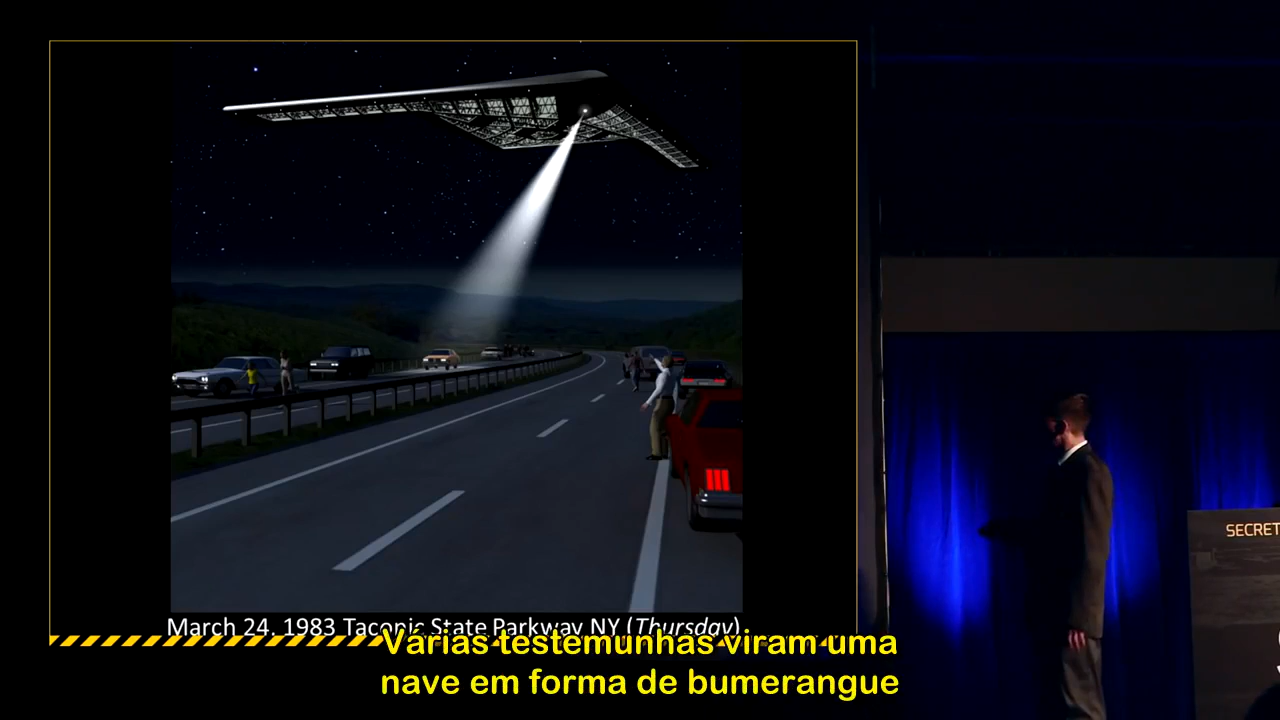 SECRET
March 24, 1983 Taconic State Parkway NY (Thursday)
Várias testemunhas viram uma
nave em forma de bumerangue